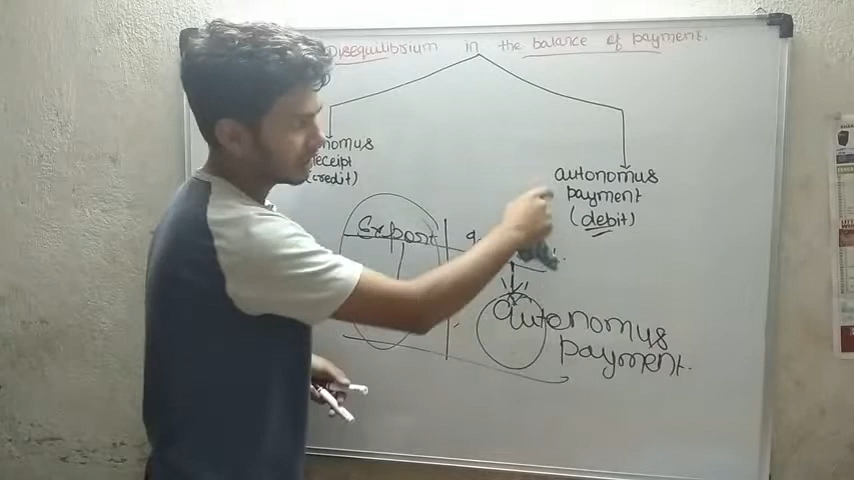 Disequilibrium in the balance of payment.
nomus
receipt
(credit)
autonomus
payment
(debit)
Export
autonomus
payment.